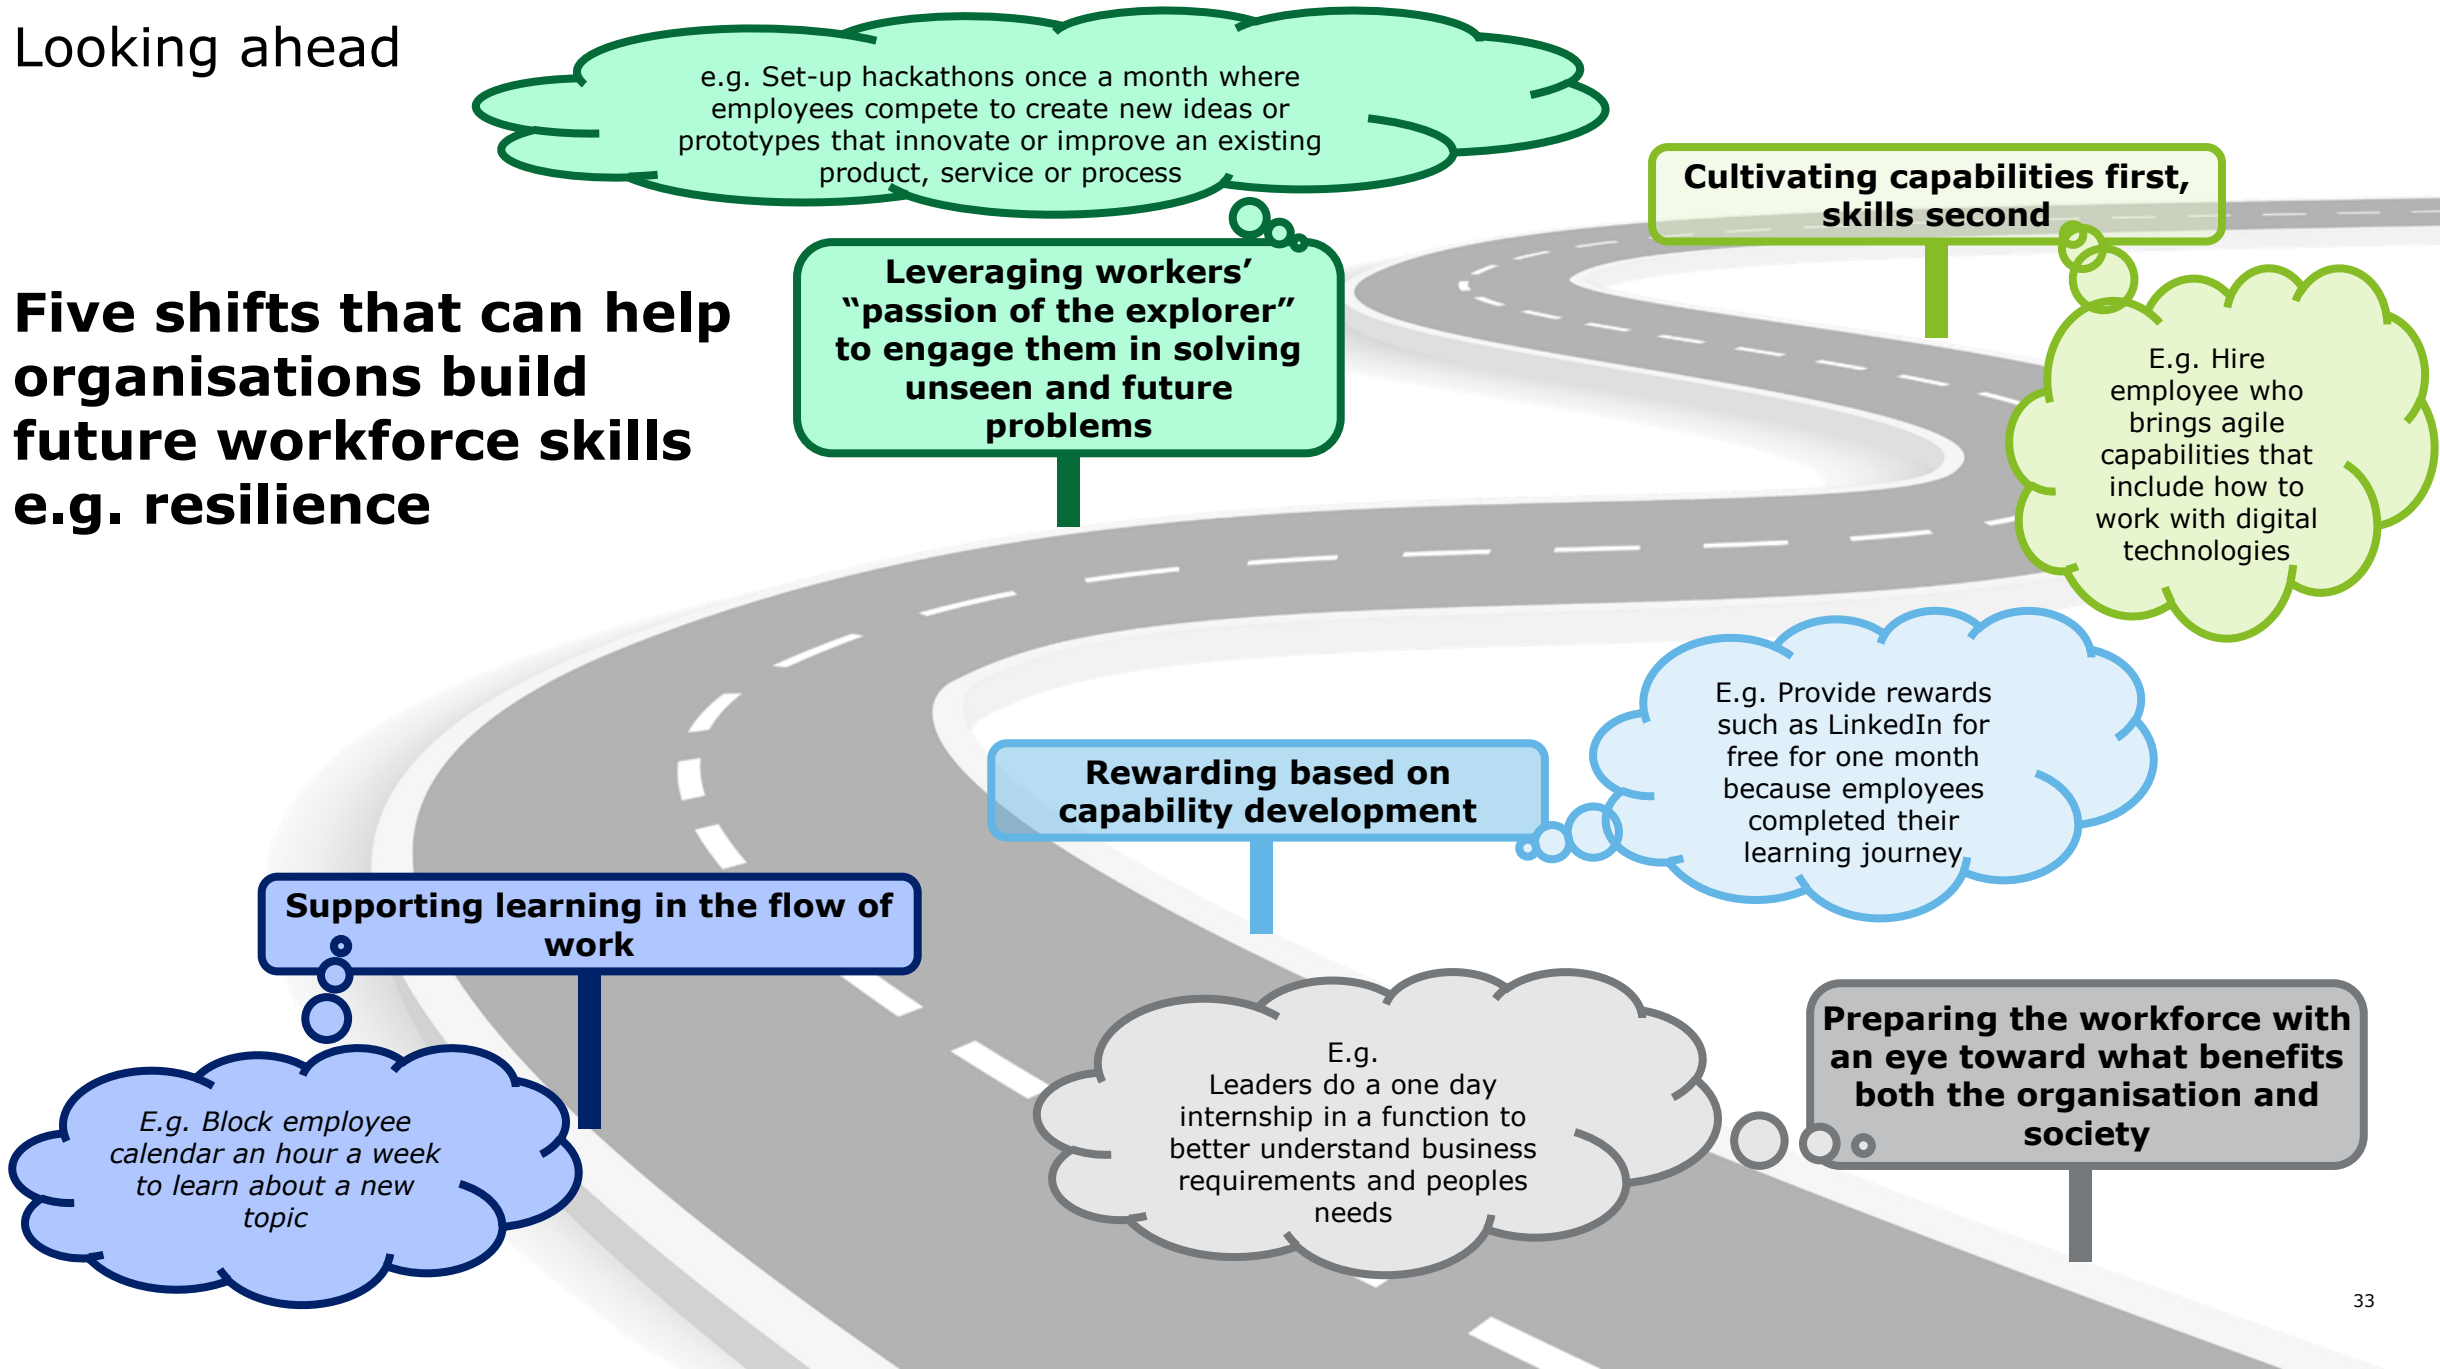 Looking ahead
Five shifts that can help
organisations build
future workforce skills
e.g. resilience
e.g. Set-up hackathons once a month where
employees compete to create new ideas or
prototypes that innovate or improve an existing
product, service or process
Leveraging workers’
“passion of the explorer”
to engage them in solving
unseen and future
problems
Cultivating capabilities first,
skills second
E.g. Hire
employee who
brings agile
capabilities that
include how to
work with digital
technologies
Rewarding based on
capability development
E.g. Provide rewards
such as LinkedIn for
free for one month
because employees
completed their
learning journey
Supporting learning in the flow of
work
E.g. Block employee
calendar an hour a week
to learn about a new
topic
E.g.
Leaders do a one day
internship in a function to
better understand business
requirements and peoples
needs
Preparing the workforce with
an eye toward what benefits
both the organisation and
society
33